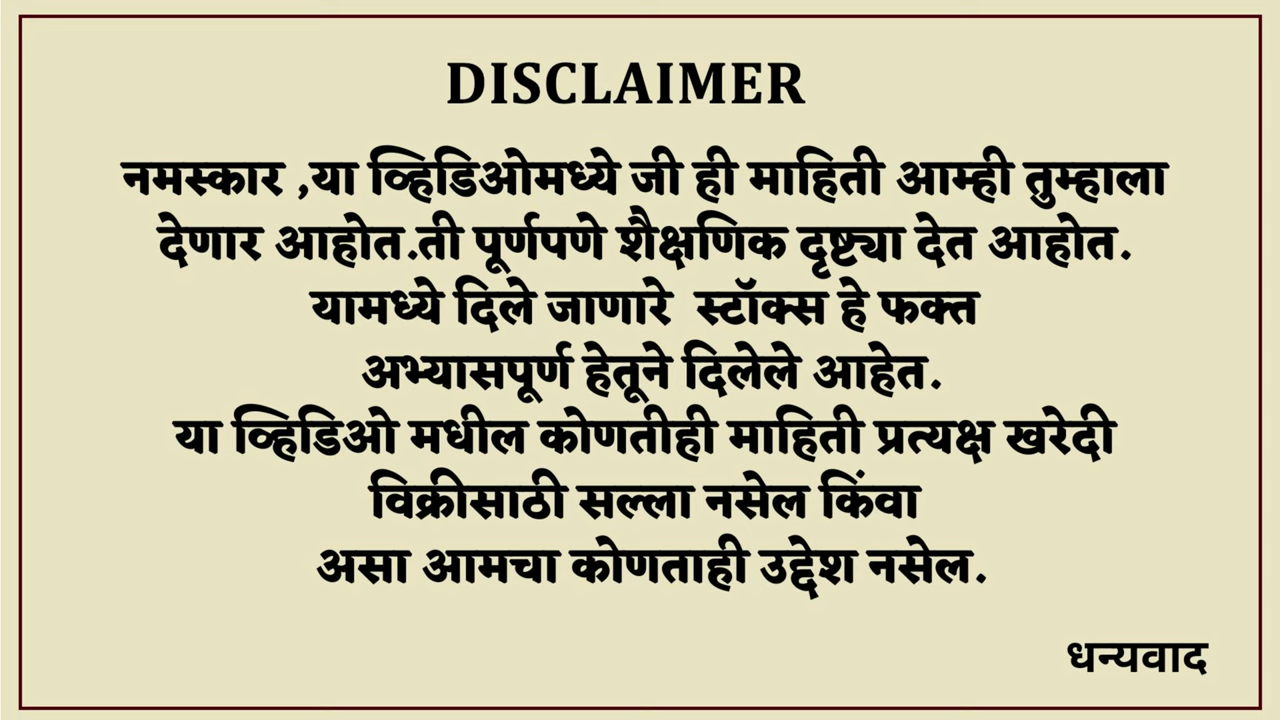 DISCLAIMER
नमस्कार ,या व्हिडिओमध्ये जी ही माहिती आम्ही तुम्हाला
देणार आहोत.ती पूर्णपणे शैक्षणिक दृष्ट्या देत आहोत.
यामध्ये दिले जाणारे स्टॉक्स हे फक्त
अभ्यासपूर्ण हेतूने दिलेले आहेत.
या व्हिडिओ मधील कोणतीही माहिती प्रत्यक्ष खरेदी
विक्रीसाठी सल्ला नसेल किंवा
असा आमचा कोणताही उद्देश नसेल.
धन्यवाद